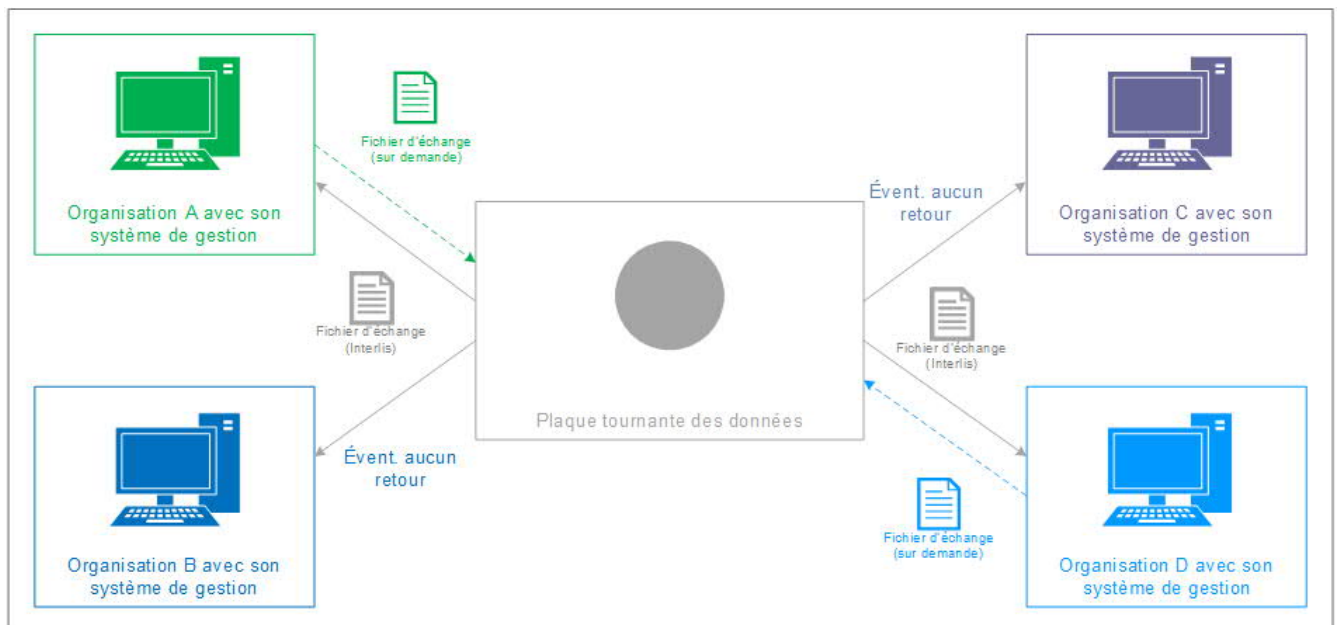 Fichier d'échange
(sur demande)
Organisation A avec son
système de gestion
Évent. aucun
retour
Organisation C avec son
système de gestion
Fichier d'échange
(Interlis)
Fichier d'échange
(Interlis)
Plaque tournante des données
Évent. aucun
retour
Fichier d'échange
(sur demande)
Organisation B avec son
système de gestion
Organisation D avec son
système de gestion